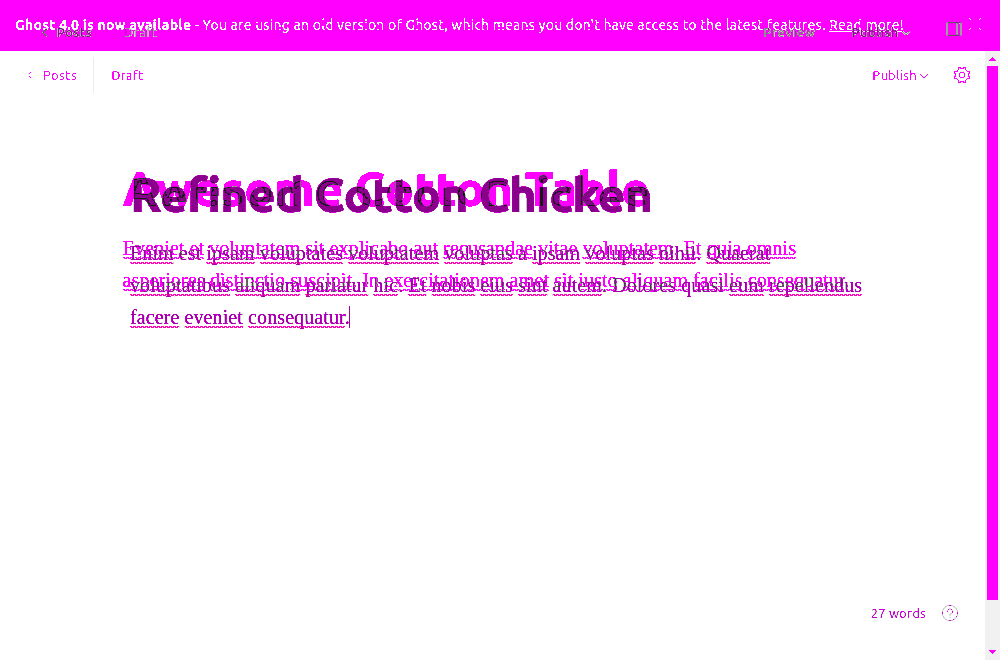 Ghost 4.0 is now available - You are using an old version of Ghost, which means you don't have access to the latest features. Read more!
Posts Draft Preview Publish
Posts Draft Publish
Awesome Cotton Table
Refined Cotton Chicken
Eveniet et voluptatem sit explicabo aut recusandae vitae voluptatem. Et quia omnis
Enim est ipsam voluptates voluptatem voluptas a ipsam voluptas nihil. Quaerat
asperiores distinctio suscipit. In exercitationem amet sit iusto aliquam facilis consequatur
voluptatibus aliquam pariatur hic. Et nobis eius sint autem. Dolores quasi eum repellendus
facere eveniet consequatur.
27 words